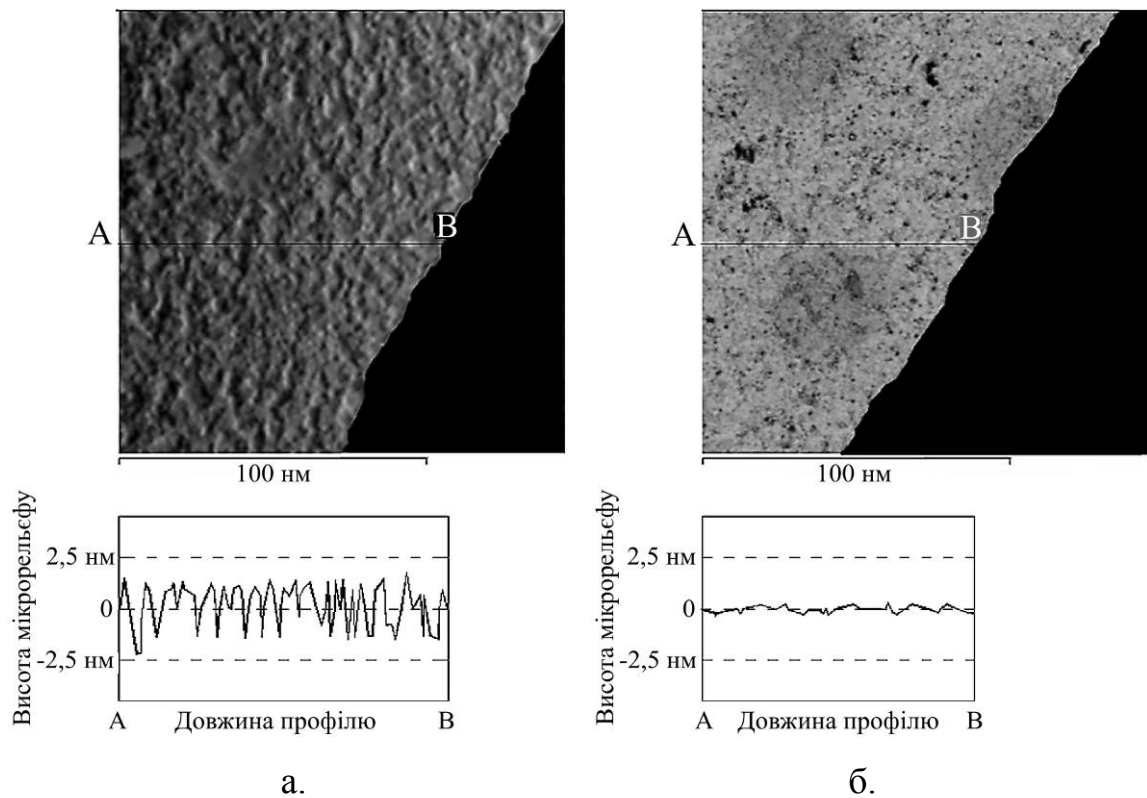 A
B
100 нм
Висота мікрорельєфу
2,5 нм
0
-2,5 нм
A
Довжина профілю
B
а.
A
B
100 нм
Висота мікрорельєфу
2,5 нм
0
-2,5 нм
A
Довжина профілю
B
б.